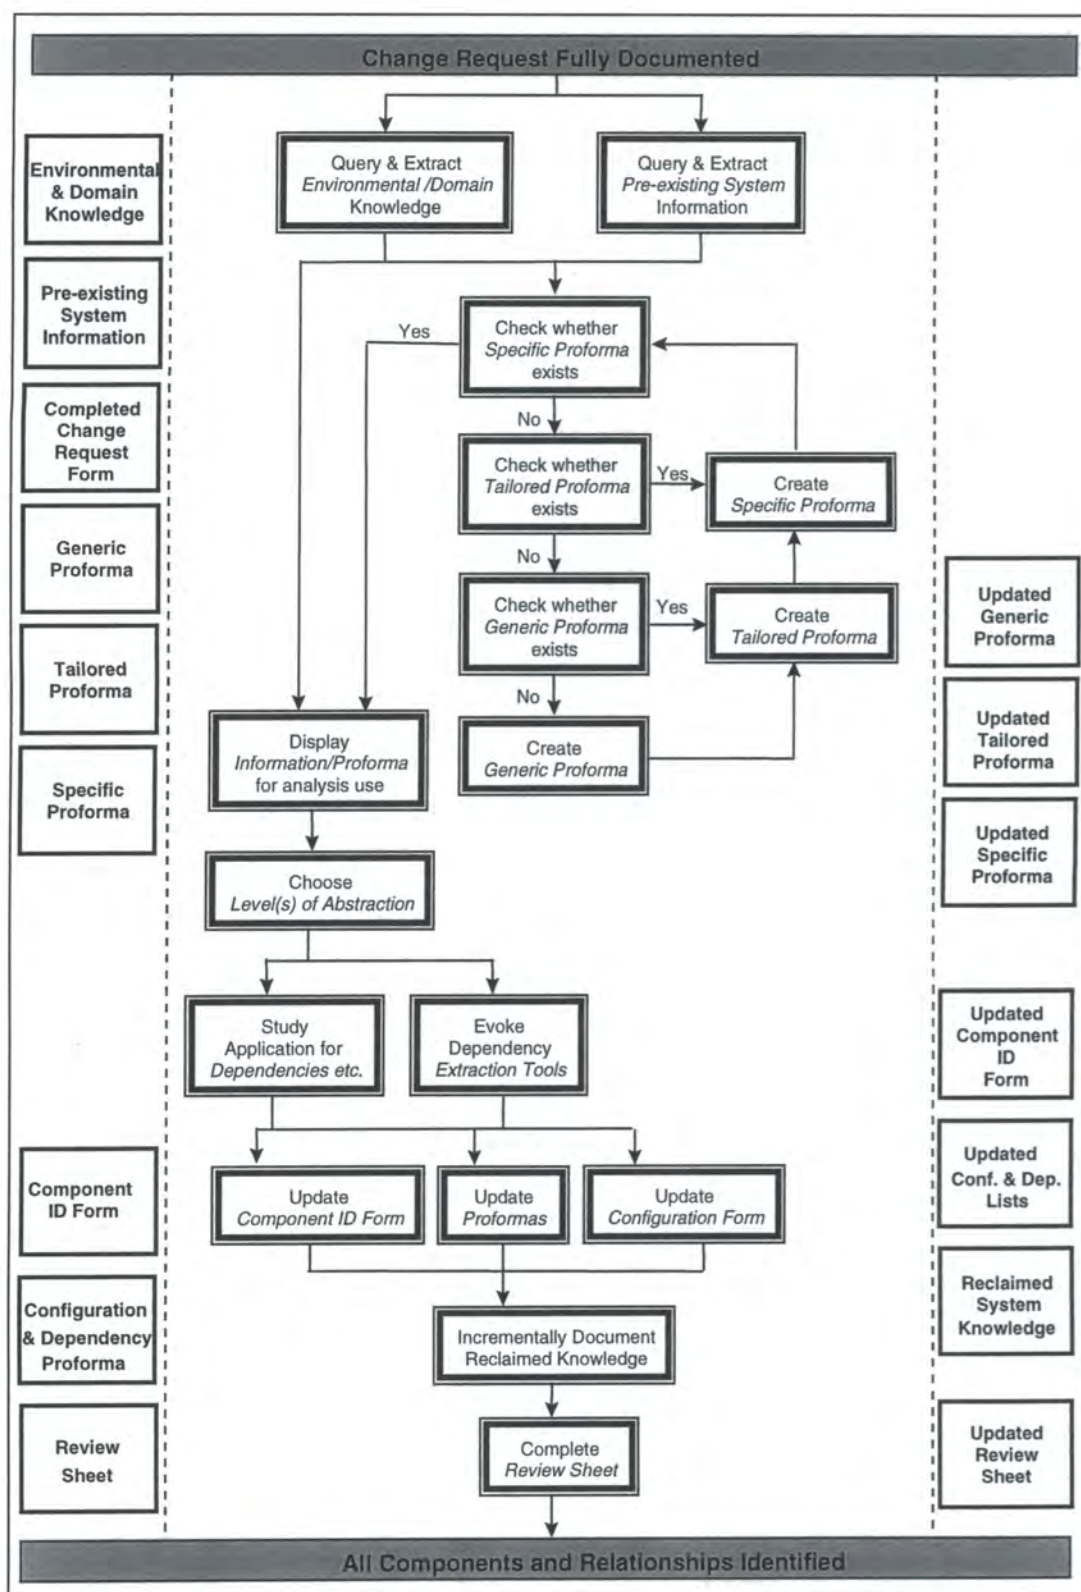 Change Request Fully Documented
Environmental
& Domain
Knowledge
Pre-existing
System
Information
Completed
Change
Request
Form
Generic
Proforma
Tailored
Proforma
Specific
Proforma
Component
ID Form
Configuration
& Dependency
Proforma
Review
Sheet
Query & Extract
Environmental /Domain
Knowledge
Query & Extract
Pre-existing System
Information
Yes
Check whether
Specific Proforma
exists
No
Check whether
Tailored Proforma
exists
Yes
Create
Specific Proforma
No
Check whether
Generic Proforma
exists
Yes
Create
Tailored Proforma
No
Create
Generic Proforma
Display
Information/Proforma
for analysis use
Choose
Level(s) of Abstraction
Study
Application for
Dependencies etc.
Evoke
Dependency
Extraction Tools
Update
Component ID Form
Update
Proformas
Update
Configuration Form
Incrementally Document
Reclaimed Knowledge
Complete
Review Sheet
Updated
Generic
Proforma
Updated
Tailored
Proforma
Updated
Specific
Proforma
Updated
Component
ID
Form
Updated
Conf. & Dep.
Lists
Reclaimed
System
Knowledge
Updated
Review
Sheet
All Components and Relationships Identified